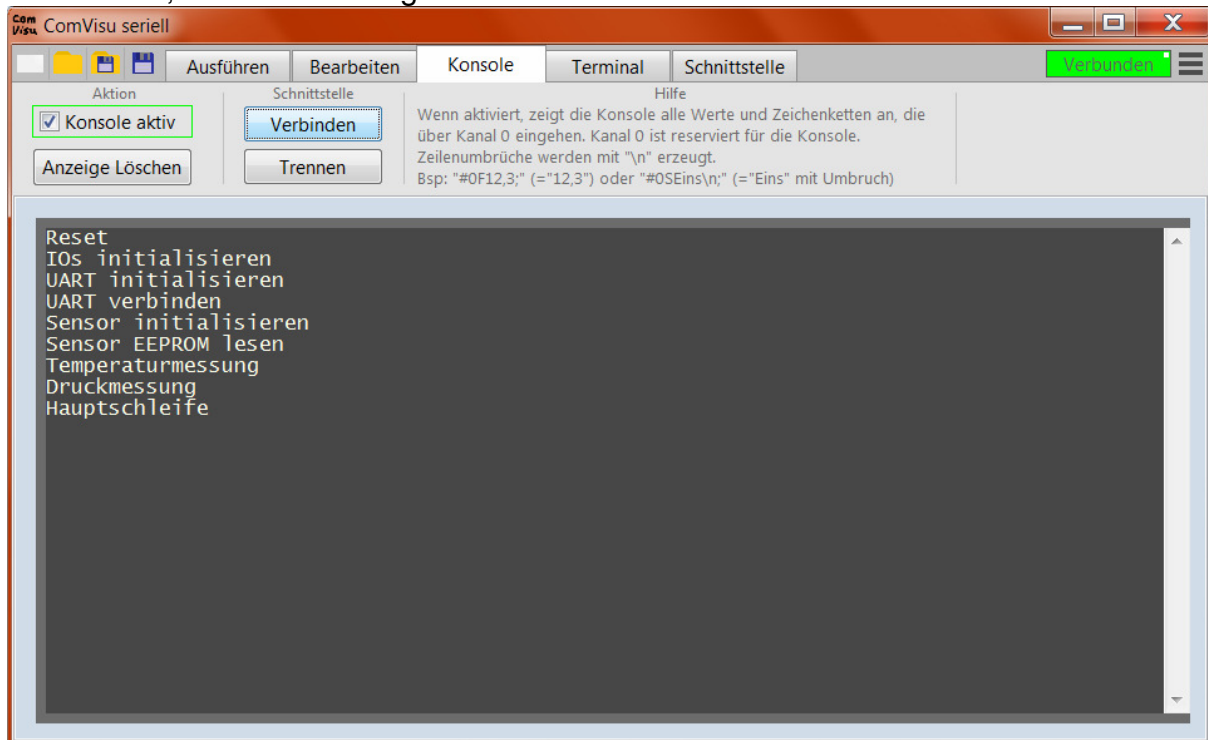 Com
Visu ComVisu seriell
Ausführen Bearbeiten Konsole Terminal Schnittstelle Verbunden
Aktion Schnittstelle Hilfe
Konsole aktiv
Anzeige Löschen
Verbinden
Trennen
Wenn aktiviert, zeigt die Konsole alle Werte und Zeichenketten an, die
über Kanal 0 eingehen. Kanal 0 ist reserviert für die Konsole.
Zeilenumbrüche werden mit "\n" erzeugt.
Bsp: "#0F12,3;" (="12,3") oder "#0SEins\n;" (="Eins" mit Umbruch)
Reset
IOs initialisieren
UART initialisieren
UART verbinden
Sensor initialisieren
Sensor EEPROM lesen
Temperaturmessung
Druckmessung
Hauptschleife